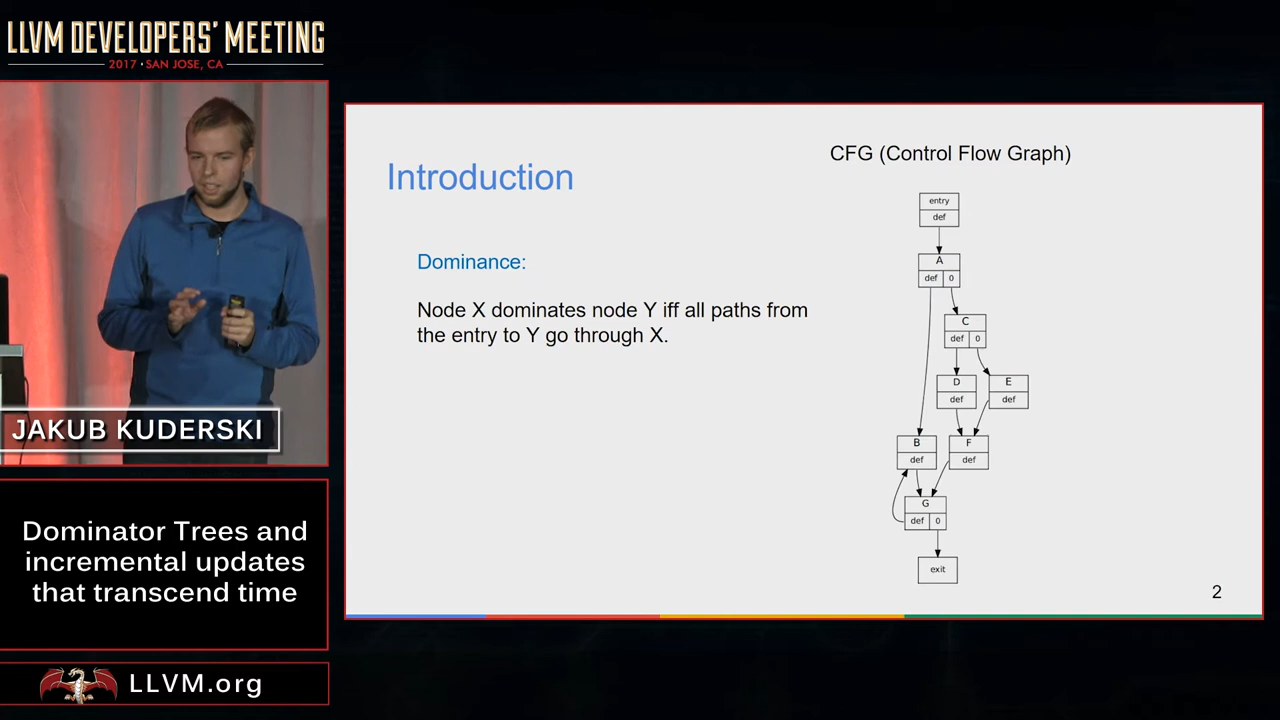 LLVM DEVELOPERS' MEETING
2017 · SAN JOSE, CA
JAKUB KUDERSKI
Dominator Trees and
incremental updates
that transcend time
LLVM.org
Introduction
Dominance:
Node X dominates node Y iff all paths from
the entry to Y go through X.
CFG (Control Flow Graph)
entry
def
A
def 0
C
def 0
D E
def def
B F
def def
G
def 0
exit
2